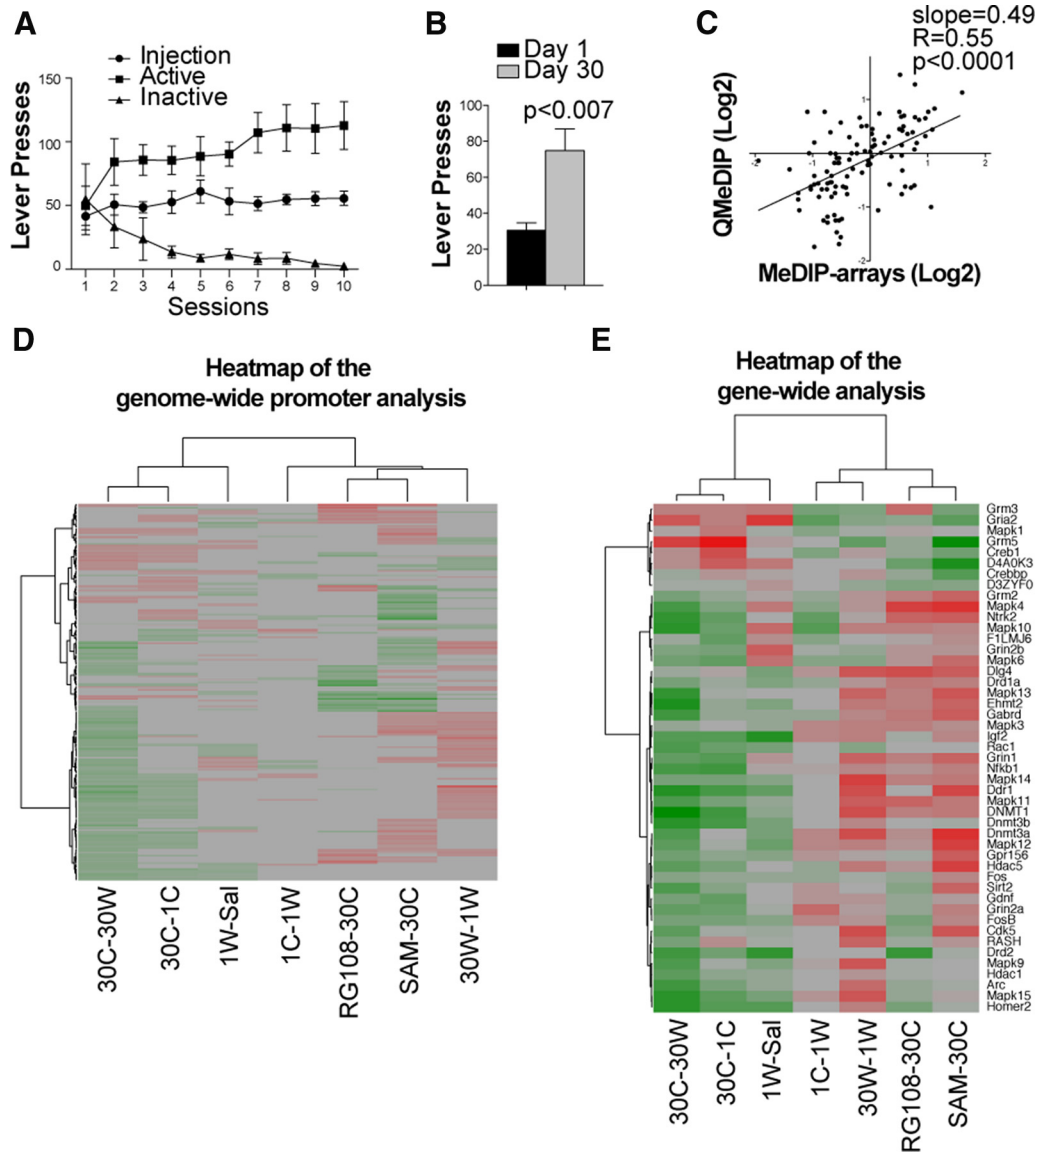 A
Injection
Active
Inactive
Lever Presses
150
100
50
0
1 2 3 4 5 6 7 8 9 10
Sessions
B
Day 1
Day 30
p<0.007
Lever Presses
100
80
60
40
20
0
C
slope=0.49
R=0.55
p<0.0001
QMeDIP (Log2)
1
-2 -1 1 2
-1
-2
MeDIP-arrays (Log2)
D
Heatmap of the
genome-wide promoter analysis
30C-30W
30C-1C
1W-Sal
1C-1W
RG108-30C
SAM-30C
30W-1W
E
Heatmap of the
gene-wide analysis
Grm3
Gria2
Mapk1
Grm5
Creb1
D4A0K3
Crebbp
D3ZYF0
Grm2
Mapk4
Ntrk2
Mapk10
F1LMJ6
Grin2b
Mapk6
Dlg4
Drd1a
Mapk13
Ehmt2
Gabrd
Mapk3
Igf2
Rac1
Grin1
Nfkb1
Mapk14
Ddr1
Mapk11
DNMT1
Dnmt3b
Dnmt3a
Mapk12
Gpr156
Hdac5
Fos
Sirt2
Gdnf
Grin2a
FosB
Cdk5
RASH
Drd2
Mapk9
Hdac1
Arc
Mapk15
Homer2
30C-30W
30C-1C
1W-Sal
1C-1W
30W-1W
RG108-30C
SAM-30C